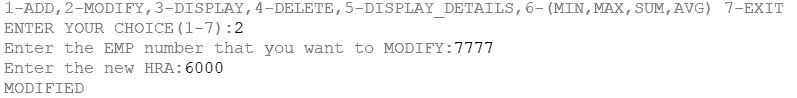 1-ADD,2-MODIFY,3-DISPLAY,4-DELETE,5-DISPLAY_DETAILS,6-(MIN,MAX,SUM,AVG) 7-EXIT
ENTER YOUR CHOICE(1-7):2
Enter the EMP number that you want to MODIFY:7777
Enter the new HRA:6000
MODIFIED